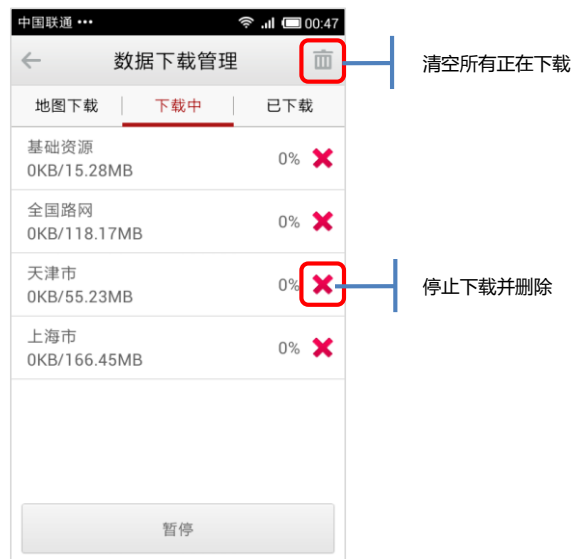 中国联通 ••• 00:47
数据下载管理
清空所有正在下载
地图下载 下载中 已下载
基础资源
0KB/15.28MB 0%
全国路网
0KB/118.17MB 0%
天津市
0KB/55.23MB 0%
停止下载并删除
上海市
0KB/166.45MB 0%
暂停